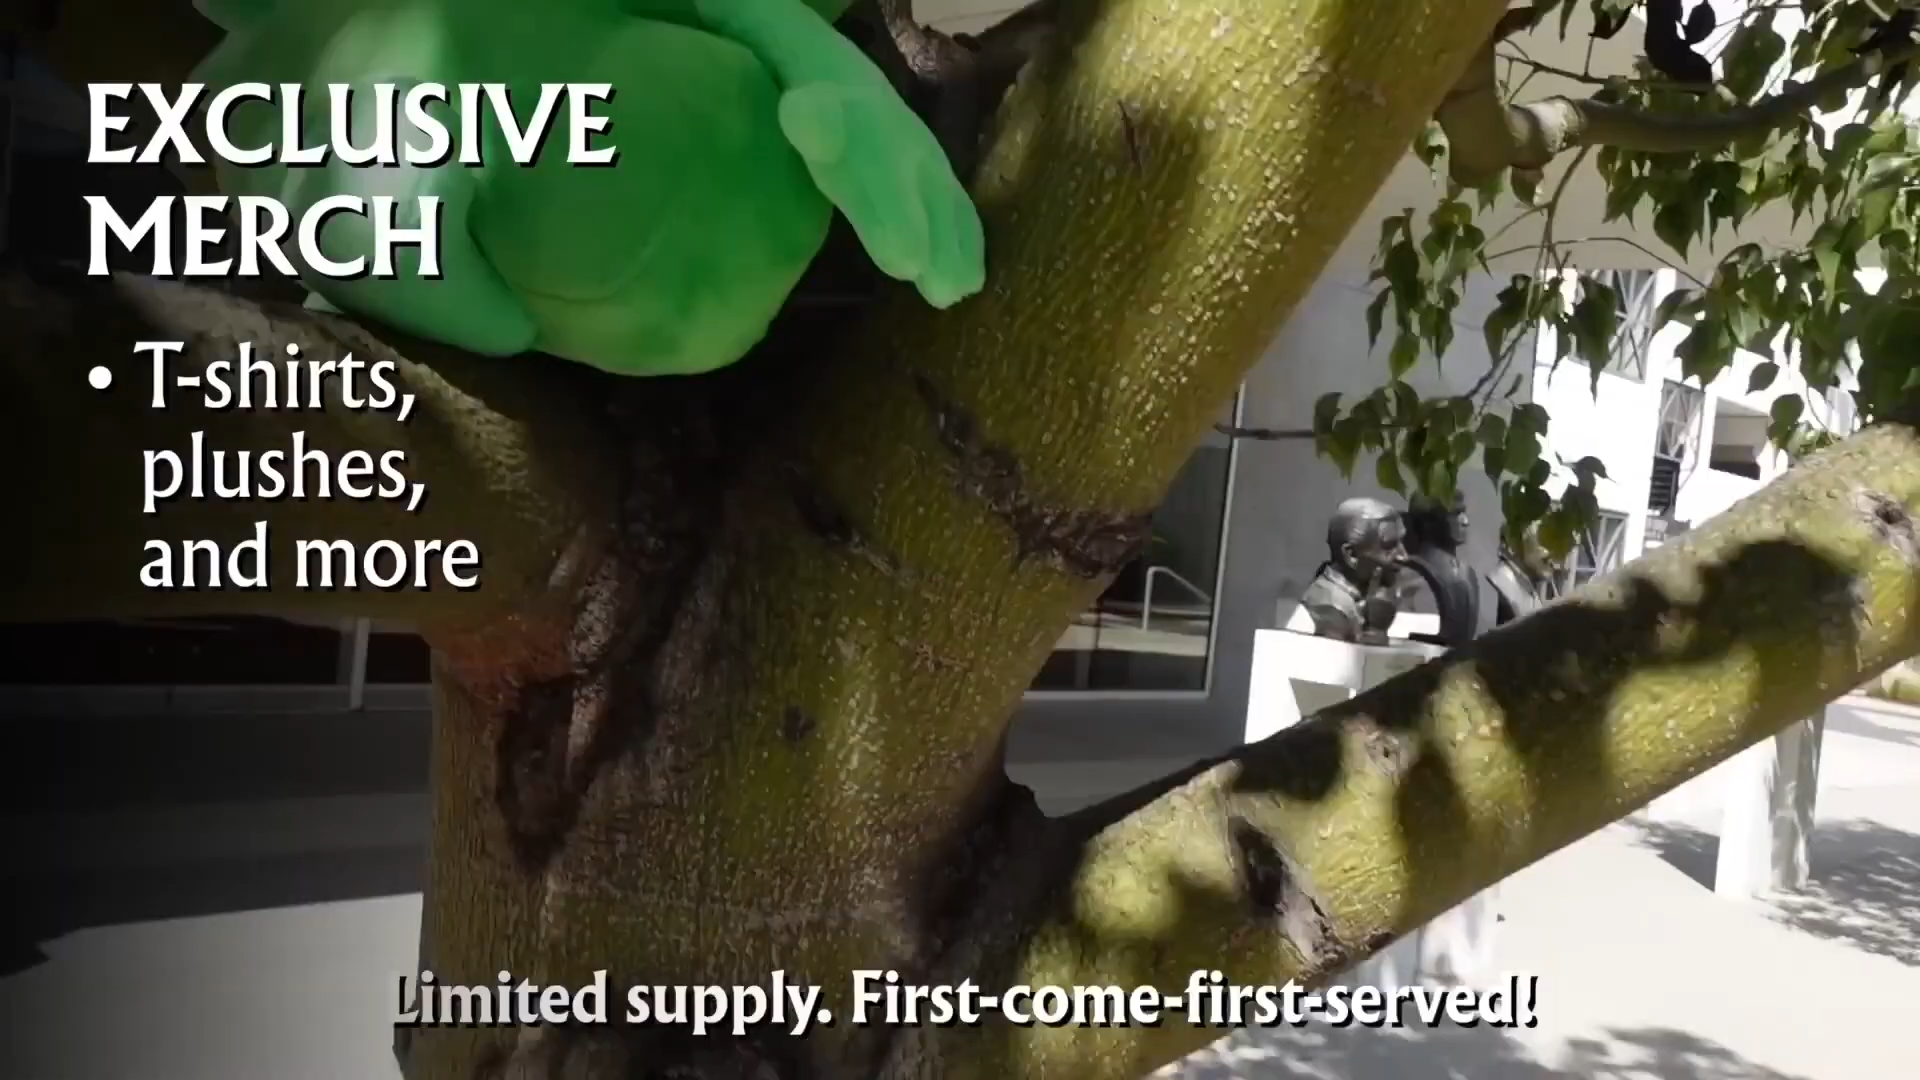 EXCLUSIVE
MERCH
• T-shirts,
plushes,
and more
Limited supply. First-come-first-served!